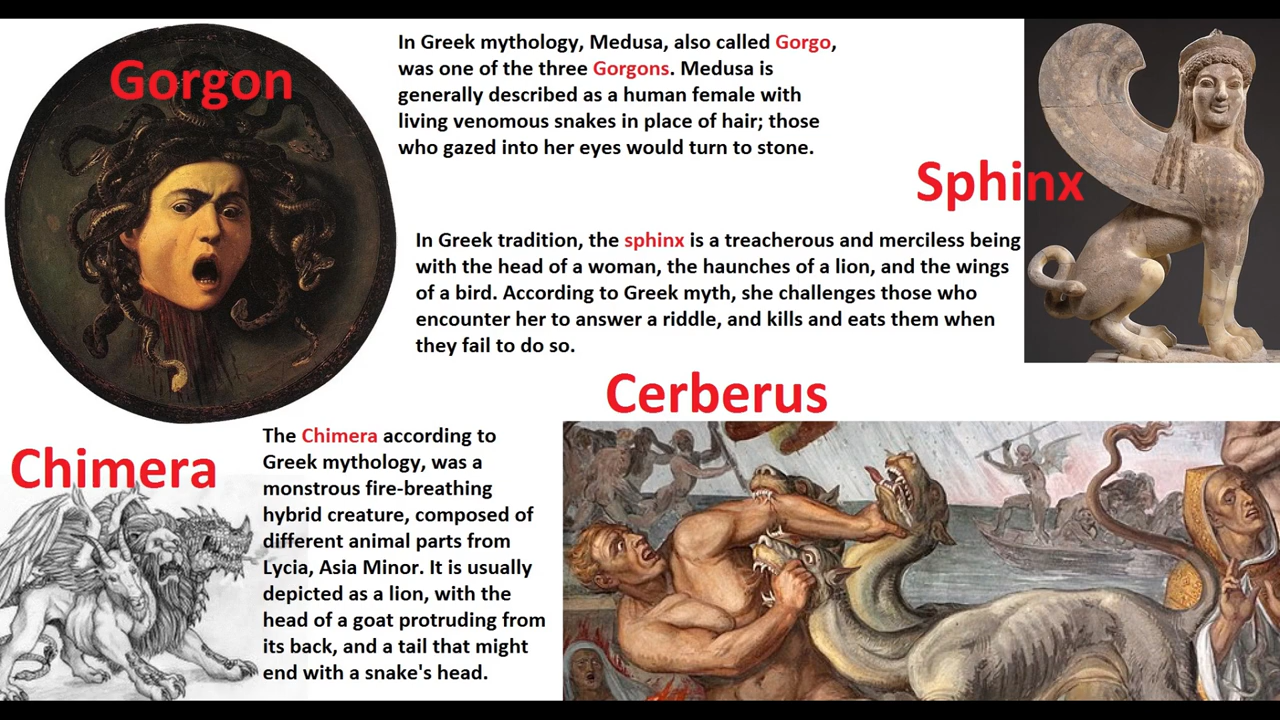 Gorgon
In Greek mythology, Medusa, also called Gorgo,
was one of the three Gorgons. Medusa is
generally described as a human female with
living venomous snakes in place of hair; those
who gazed into her eyes would turn to stone.
Sphinx
In Greek tradition, the sphinx is a treacherous and merciless being
with the head of a woman, the haunches of a lion, and the wings
of a bird. According to Greek myth, she challenges those who
encounter her to answer a riddle, and kills and eats them when
they fail to do so.
Cerberus
Chimera
The Chimera according to
Greek mythology, was a
monstrous fire-breathing
hybrid creature, composed of
different animal parts from
Lycia, Asia Minor. It is usually
depicted as a lion, with the
head of a goat protruding from
its back, and a tail that might
end with a snake's head.